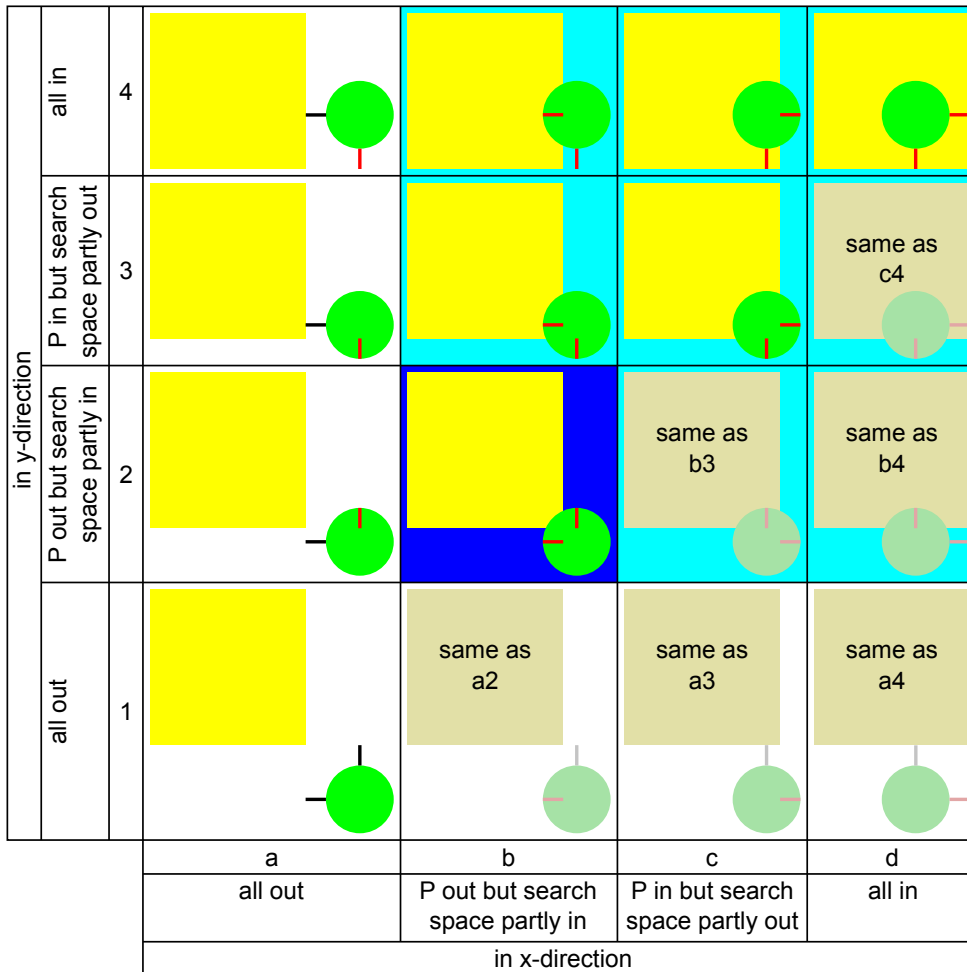 in y-direction
all in
4
P in but search
space partly out
3
same as
c4
P out but search
space partly in
2
same as
b3
same as
b4
all out
1
same as
a2
same as
a3
same as
a4
a
b
c
d
all out
P out but search
space partly in
P in but search
space partly out
all in
in x-direction